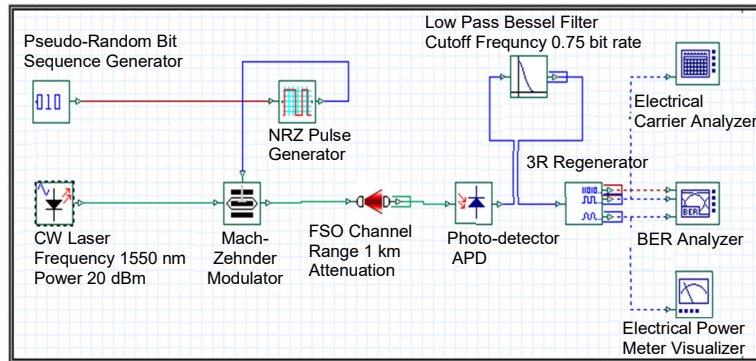 Pseudo-Random Bit
Sequence Generator
010
NRZ Pulse
Generator
Low Pass Bessel Filter
Cutoff Frequncy 0.75 bit rate
Electrical
Carrier Analyzer
3R Regenerator
CW Laser
Frequency 1550 nm
Power 20 dBm
Mach-
Zehnder
Modulator
FSO Channel
Range 1 km
Attenuation
Photo-detector
APD
BER
BER Analyzer
Electrical Power
Meter Visualizer